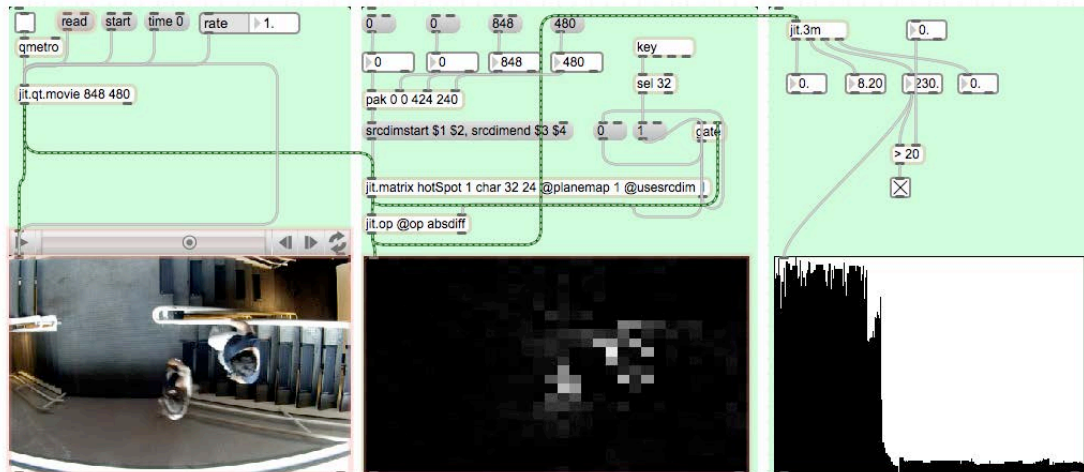 read start time 0 rate 1.
qmetro
jit.qt.movie 848 480
0 0 848 480
0 0 848 480
key
sel 32
pak 0 0 424 240
srcdimstart $1 $2, srcdimend $3 $4
0 1 gate
jit.matrix hotSpot 1 char 32 24 @planemap 1 @usesrcdim
jit.op @op absdiff
jit.3m
0.
0. 8.20 230. 0.
> 20